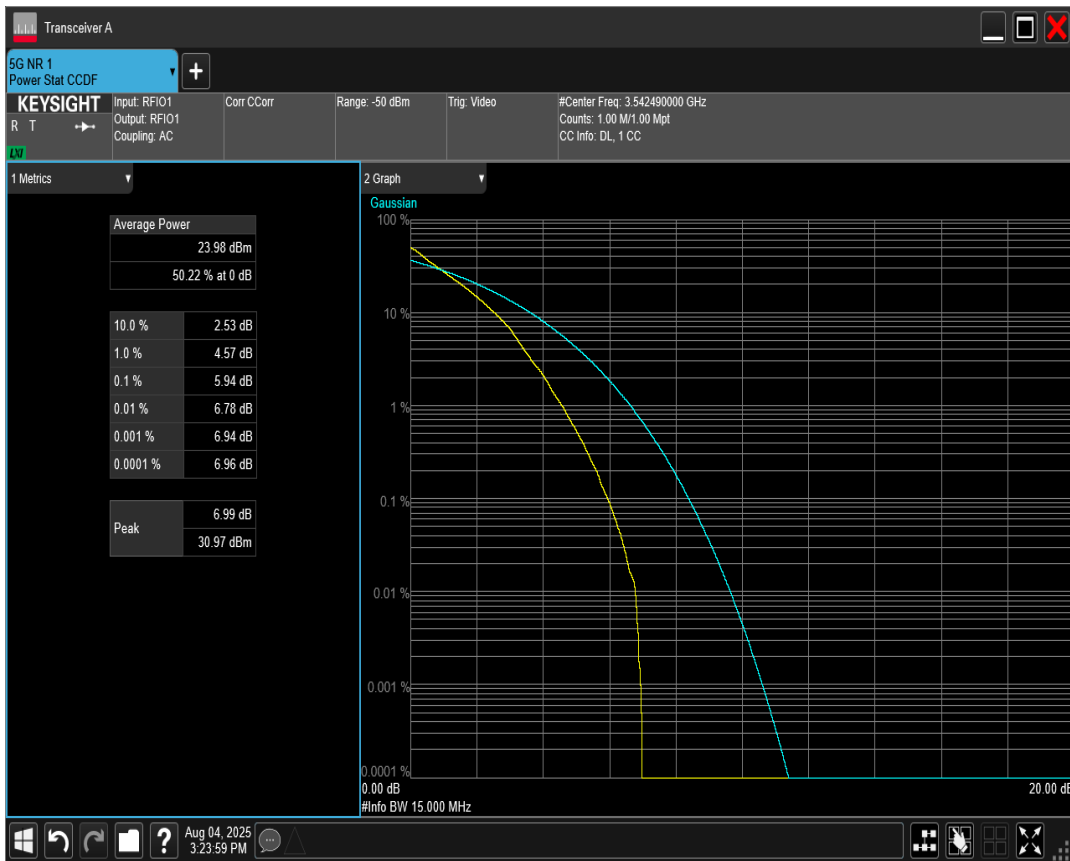 Transceiver A
5G NR 1
Power Stat CCDF
KEYSIGHT
R T
LXI
Input: RFIO1
Output: RFIO1
Coupling: AC
Corr CCorr
Range: -50 dBm
Trig: Video
#Center Freq: 3.542490000 GHz
Counts: 1.00 M/1.00 Mpt
CC Info: DL, 1 CC
1 Metrics
Average Power
23.98 dBm
50.22 % at 0 dB
10.0 % 2.53 dB
1.0 % 4.57 dB
0.1 % 5.94 dB
0.01 % 6.78 dB
0.001 % 6.94 dB
0.0001 % 6.96 dB
Peak 6.99 dB
30.97 dBm
2 Graph
Gaussian
100 %
10 %
1 %
0.1 %
0.01 %
0.001 %
0.0001 %
0.00 dB 20.00 dB
#Info BW 15.000 MHz
?
Aug 04, 2025
3:23:59 PM